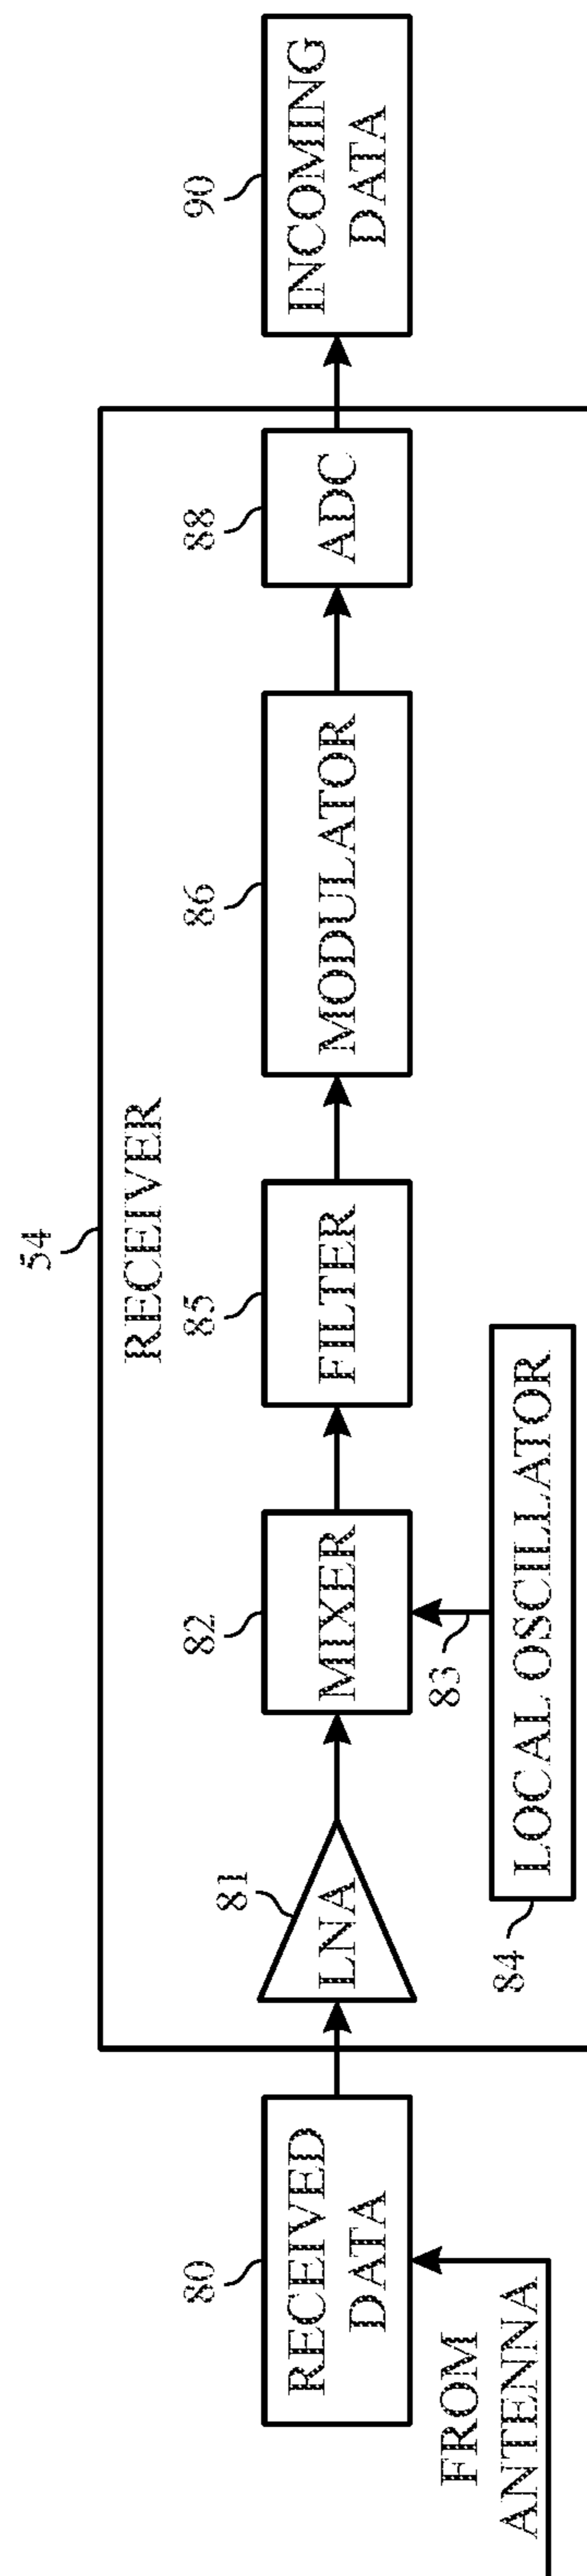 54
RECEIVER
80
RECEIVED
DATA
FROM
ANTENNA
81
LNA
82
MIXER
83
84
LOCAL OSCILLATOR
85
FILTER
86
MODULATOR
88
ADC
90
INCOMING
DATA